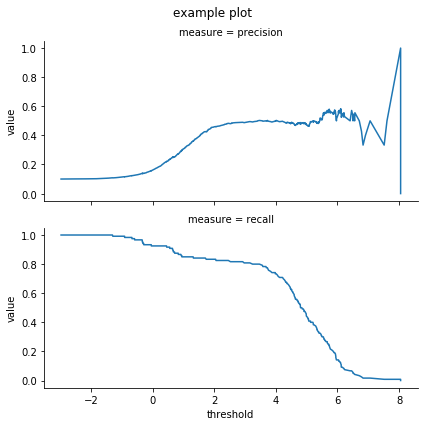 example plot
measure = precision
1.0
0.8
value
0.6
0.4
0.2
0.0
measure = recall
1.0
0.8
value
0.6
0.4
0.2
0.0
−2 0 2 4 6 8
threshold